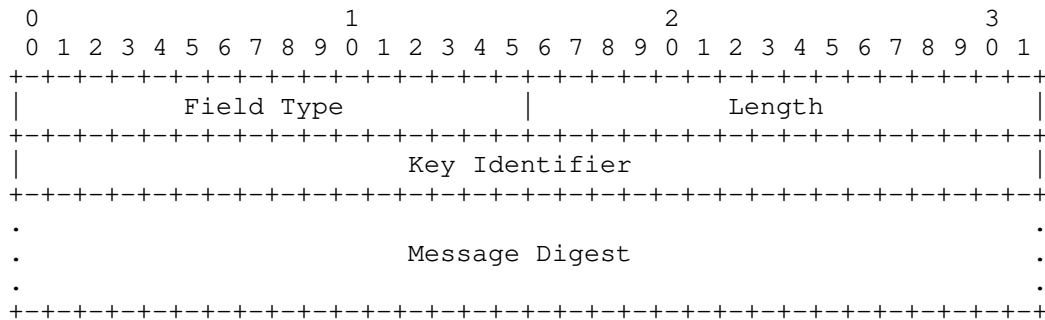 0                   1                   2                   3
 0 1 2 3 4 5 6 7 8 9 0 1 2 3 4 5 6 7 8 9 0 1 2 3 4 5 6 7 8 9 0 1
+-+-+-+-+-+-+-+-+-+-+-+-+-+-+-+-+-+-+-+-+-+-+-+-+-+-+-+-+-+-+-+-+
|          Field Type           |            Length             |
+-+-+-+-+-+-+-+-+-+-+-+-+-+-+-+-+-+-+-+-+-+-+-+-+-+-+-+-+-+-+-+-+
|                        Key Identifier                         |
+-+-+-+-+-+-+-+-+-+-+-+-+-+-+-+-+-+-+-+-+-+-+-+-+-+-+-+-+-+-+-+-+
.                                                               .
.                        Message Digest                         .
.                                                               .
+-+-+-+-+-+-+-+-+-+-+-+-+-+-+-+-+-+-+-+-+-+-+-+-+-+-+-+-+-+-+-+-+